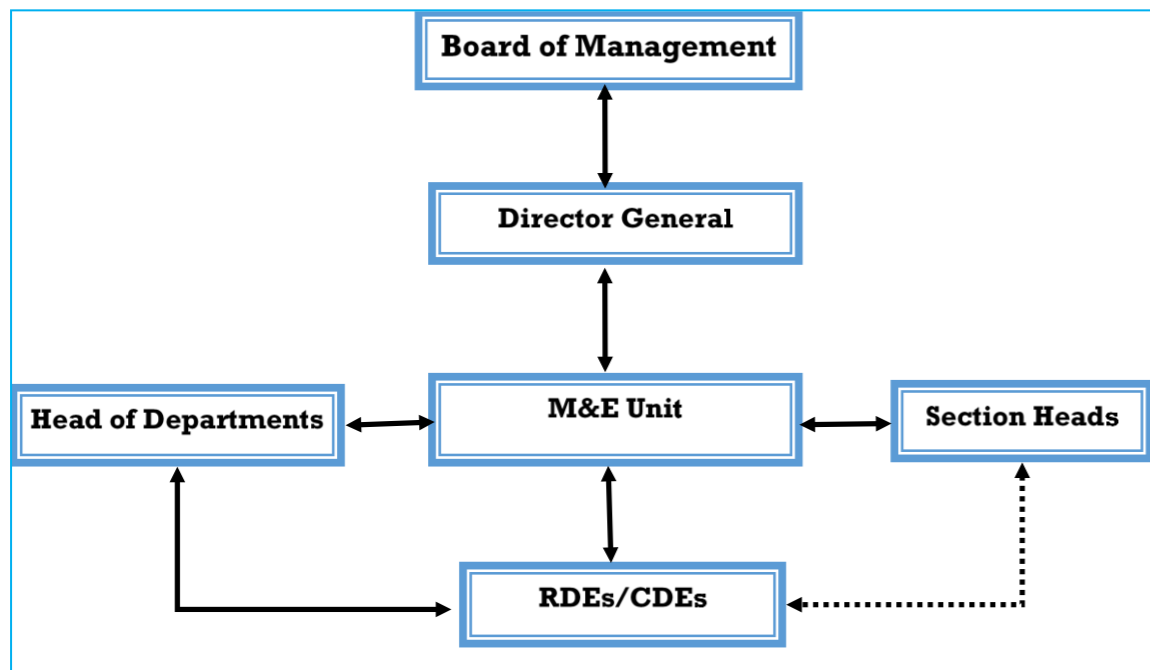 Board of Management
Director General
Head of Departments
M&E Unit
Section Heads
RDEs/CDEs